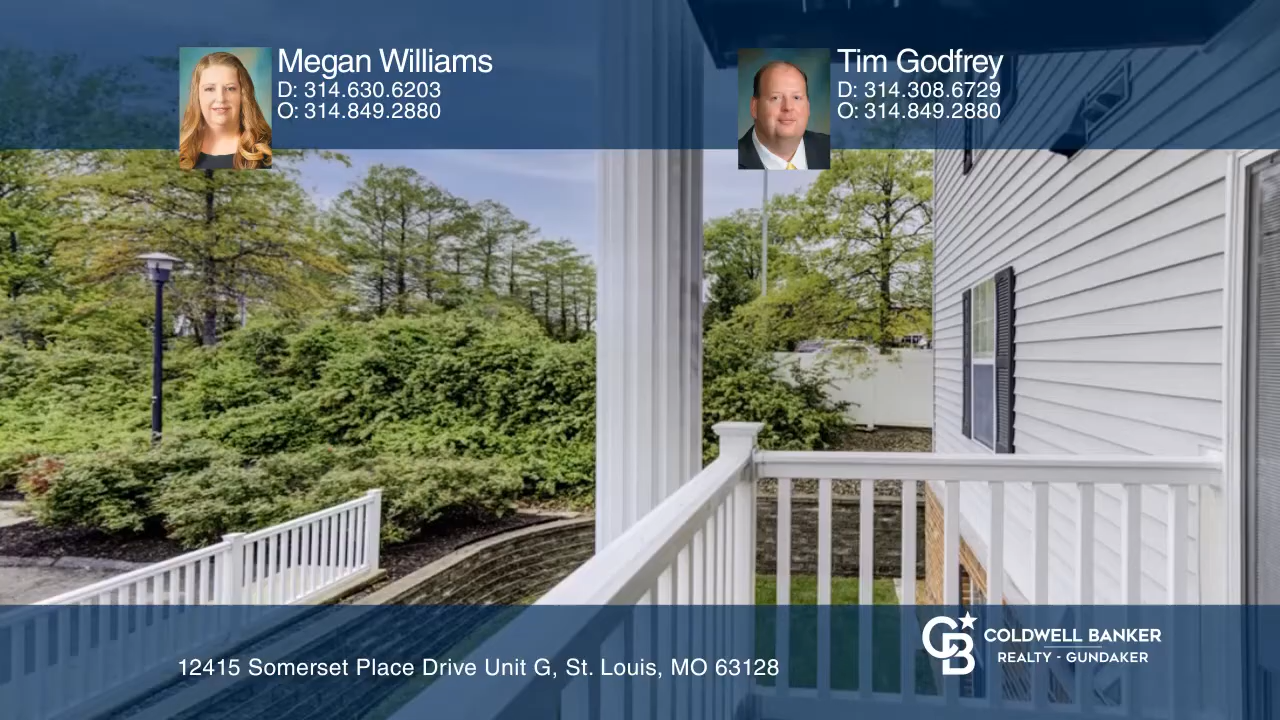 Megan Williams
D: 314.630.6203
O: 314.849.2880
Tim Godfrey
D: 314.308.6729
O: 314.849.2880
12415 Somerset Place Drive Unit G, St. Louis, MO 63128
CB
COLDWELL BANKER
REALTY - GUNDAKER